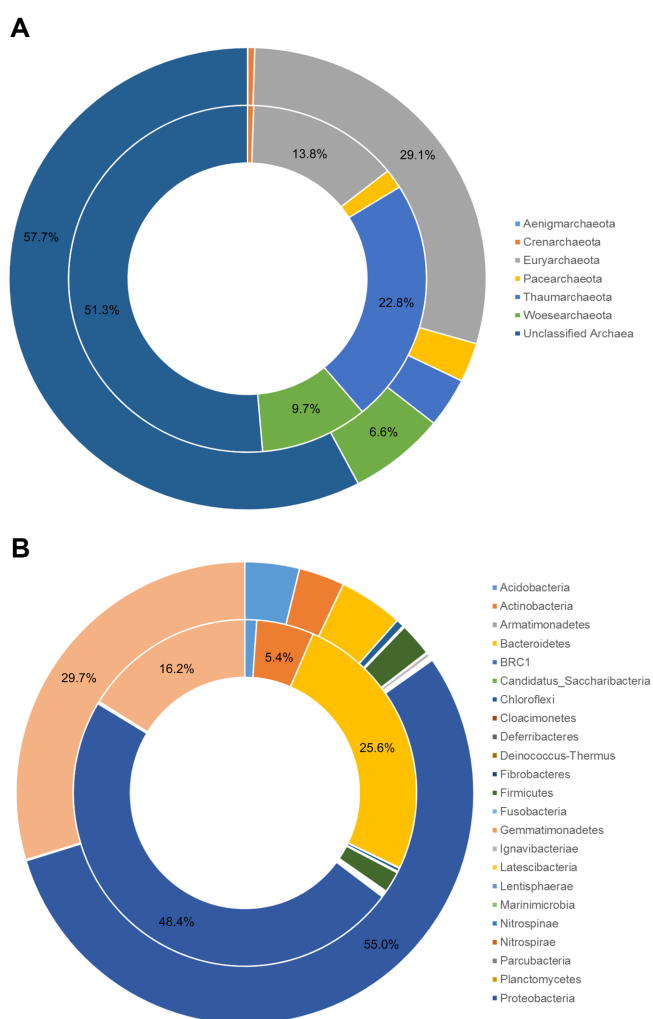 A
13.8%
29.1%
57.7%
51.3%
22.8%
9.7%
6.6%
Aenigmarchaeota
Crenarchaeota
Euryarchaeota
Pacearchaeota
Thaumarchaeota
Woesearchaeota
Unclassified Archaea
B
5.4%
16.2%
29.7%
25.6%
48.4%
55.0%
Acidobacteria
Actinobacteria
Armatimonadetes
Bacteroidetes
BRC1
Candidatus_Saccharibacteria
Chloroflexi
Cloacimonetes
Deferribacteres
Deinococcus-Thermus
Fibrobacteres
Firmicutes
Fusobacteria
Gemmatimonadetes
Ignavibacteriae
Latescibacteria
Lentisphaerae
Marinimicrobia
Nitrospinae
Nitrospirae
Parcubacteria
Planctomycetes
Proteobacteria